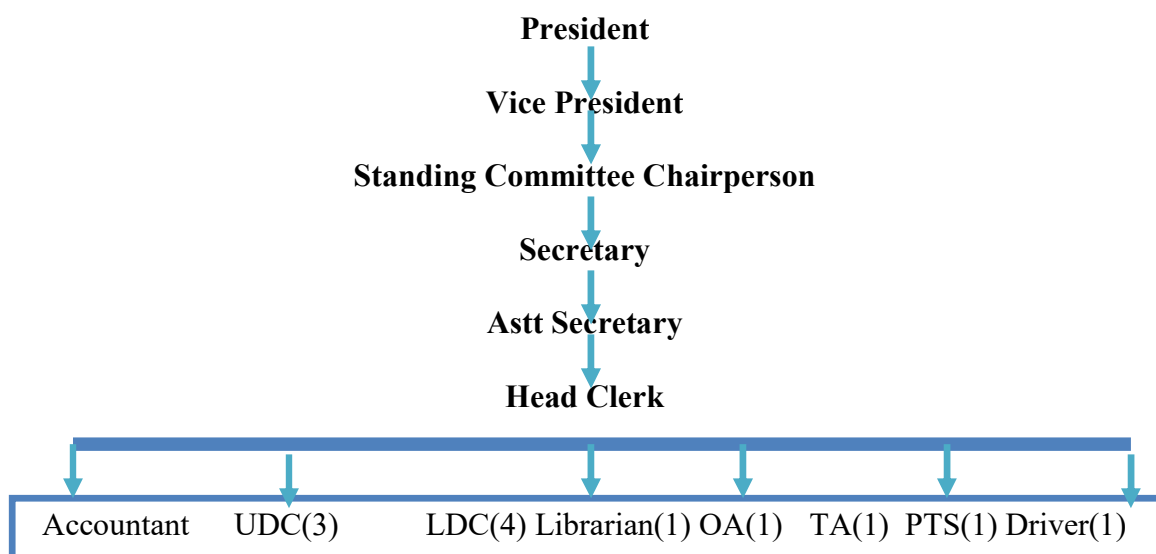 President
Vice President
Standing Committee Chairperson
Secretary
Astt Secretary
Head Clerk
Accountant UDC(3) LDC(4) Librarian(1) OA(1) TA(1) PTS(1) Driver(1)